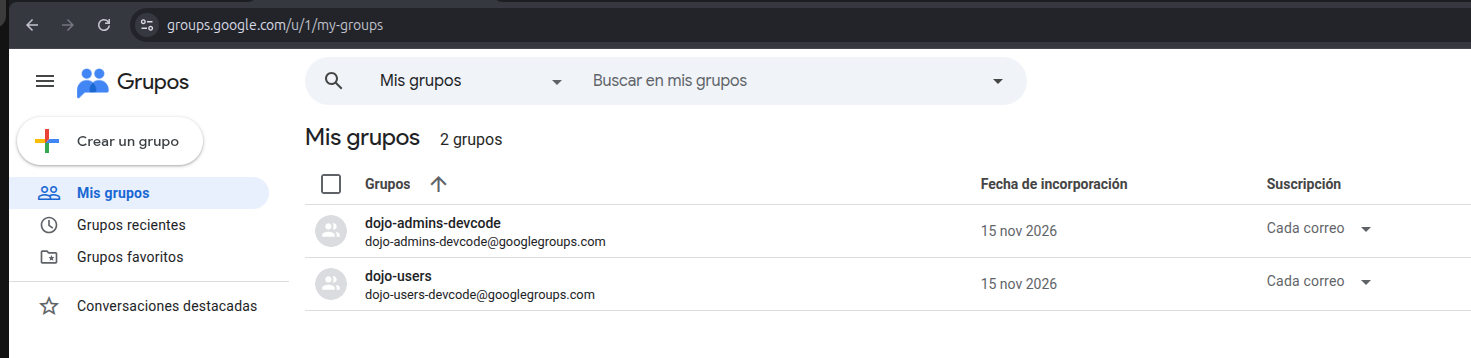 groups.google.com/u/1/my-groups
Grupos
Mis grupos
Buscar en mis grupos
Crear un grupo
Mis grupos 2 grupos
Grupos Fecha de incorporación Suscripción
Mis grupos
Grupos recientes
Grupos favoritos
Conversaciones destacadas
dojo-admins-devcode
dojo-admins-devcode@googlegroups.com
15 nov 2026
Cada correo
dojo-users
dojo-users-devcode@googlegroups.com
15 nov 2026
Cada correo